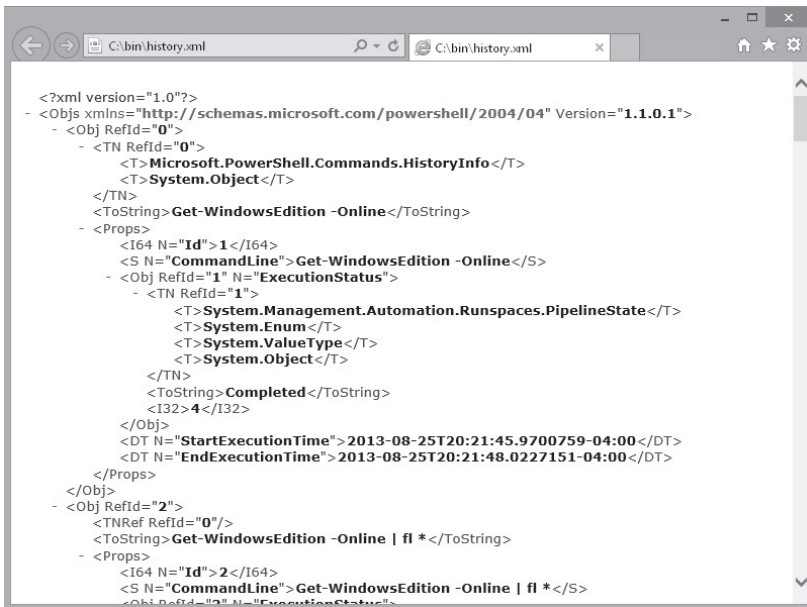 C:\bin\history.xml
C:\bin\history.xml
<?xml version="1.0"?>
- <Objs xmlns="http://schemas.microsoft.com/powershell/2004/04" Version="1.1.0.1">
- <Obj RefId="0">
- <TN RefId="0">
<T>Microsoft.PowerShell.Commands.HistoryInfo</T>
<T>System.Object</T>
</TN>
<ToString>Get-WindowsEdition -Online</ToString>
- <Props>
<I64 N="Id">1</I64>
<S N="CommandLine">Get-WindowsEdition -Online</S>
- <Obj RefId="1" N="ExecutionStatus">
- <TN RefId="1">
<T>System.Management.Automation.Runspaces.PipelineState</T>
<T>System.Enum</T>
<T>System.ValueType</T>
<T>System.Object</T>
</TN>
<ToString>Completed</ToString>
<I32>4</I32>
</Obj>
<DT N="StartExecutionTime">2013-08-25T20:21:45.9700759-04:00</DT>
<DT N="EndExecutionTime">2013-08-25T20:21:48.0227151-04:00</DT>
</Props>
</Obj>
- <Obj RefId="2">
<TNRef RefId="0"/>
<ToString>Get-WindowsEdition -Online | fl *</ToString>
- <Props>
<I64 N="Id">2</I64>
<S N="CommandLine">Get-WindowsEdition -Online | fl *</S>
<Obj RefId="3" N="ExecutionStatus">